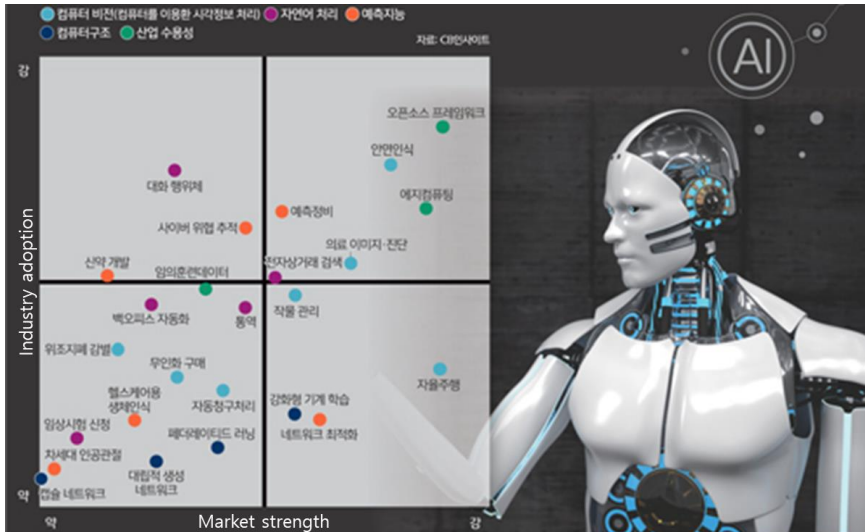 컴퓨터 비전(컴퓨터를 이용환 시각정보 처리) 자연어 처리 예측지능
컴퓨터구조 산업 수용성
자료: CB인사이트
AI
강
오픈소스 프레임워크
안면인식
대화 행위체
에지컴퓨팅
예측정비
사이버 위협 추적
의료 이미지·진단
신약 개발
암의훈련데이터
전자상거래 검색
작물 관리
백오피스 자동화
통역
위조지폐 감별
무인화 구매
자율주행
헬스케어용
생체인식
자동청구처리
강화형 기계 학습
임상시험 신청
페더레이티드 러닝
네트워크 최적화
차세대 인공관절
대립적 생성
네트워크
캡슐 네트워크
약
Industry adoption
약
Market strength
강